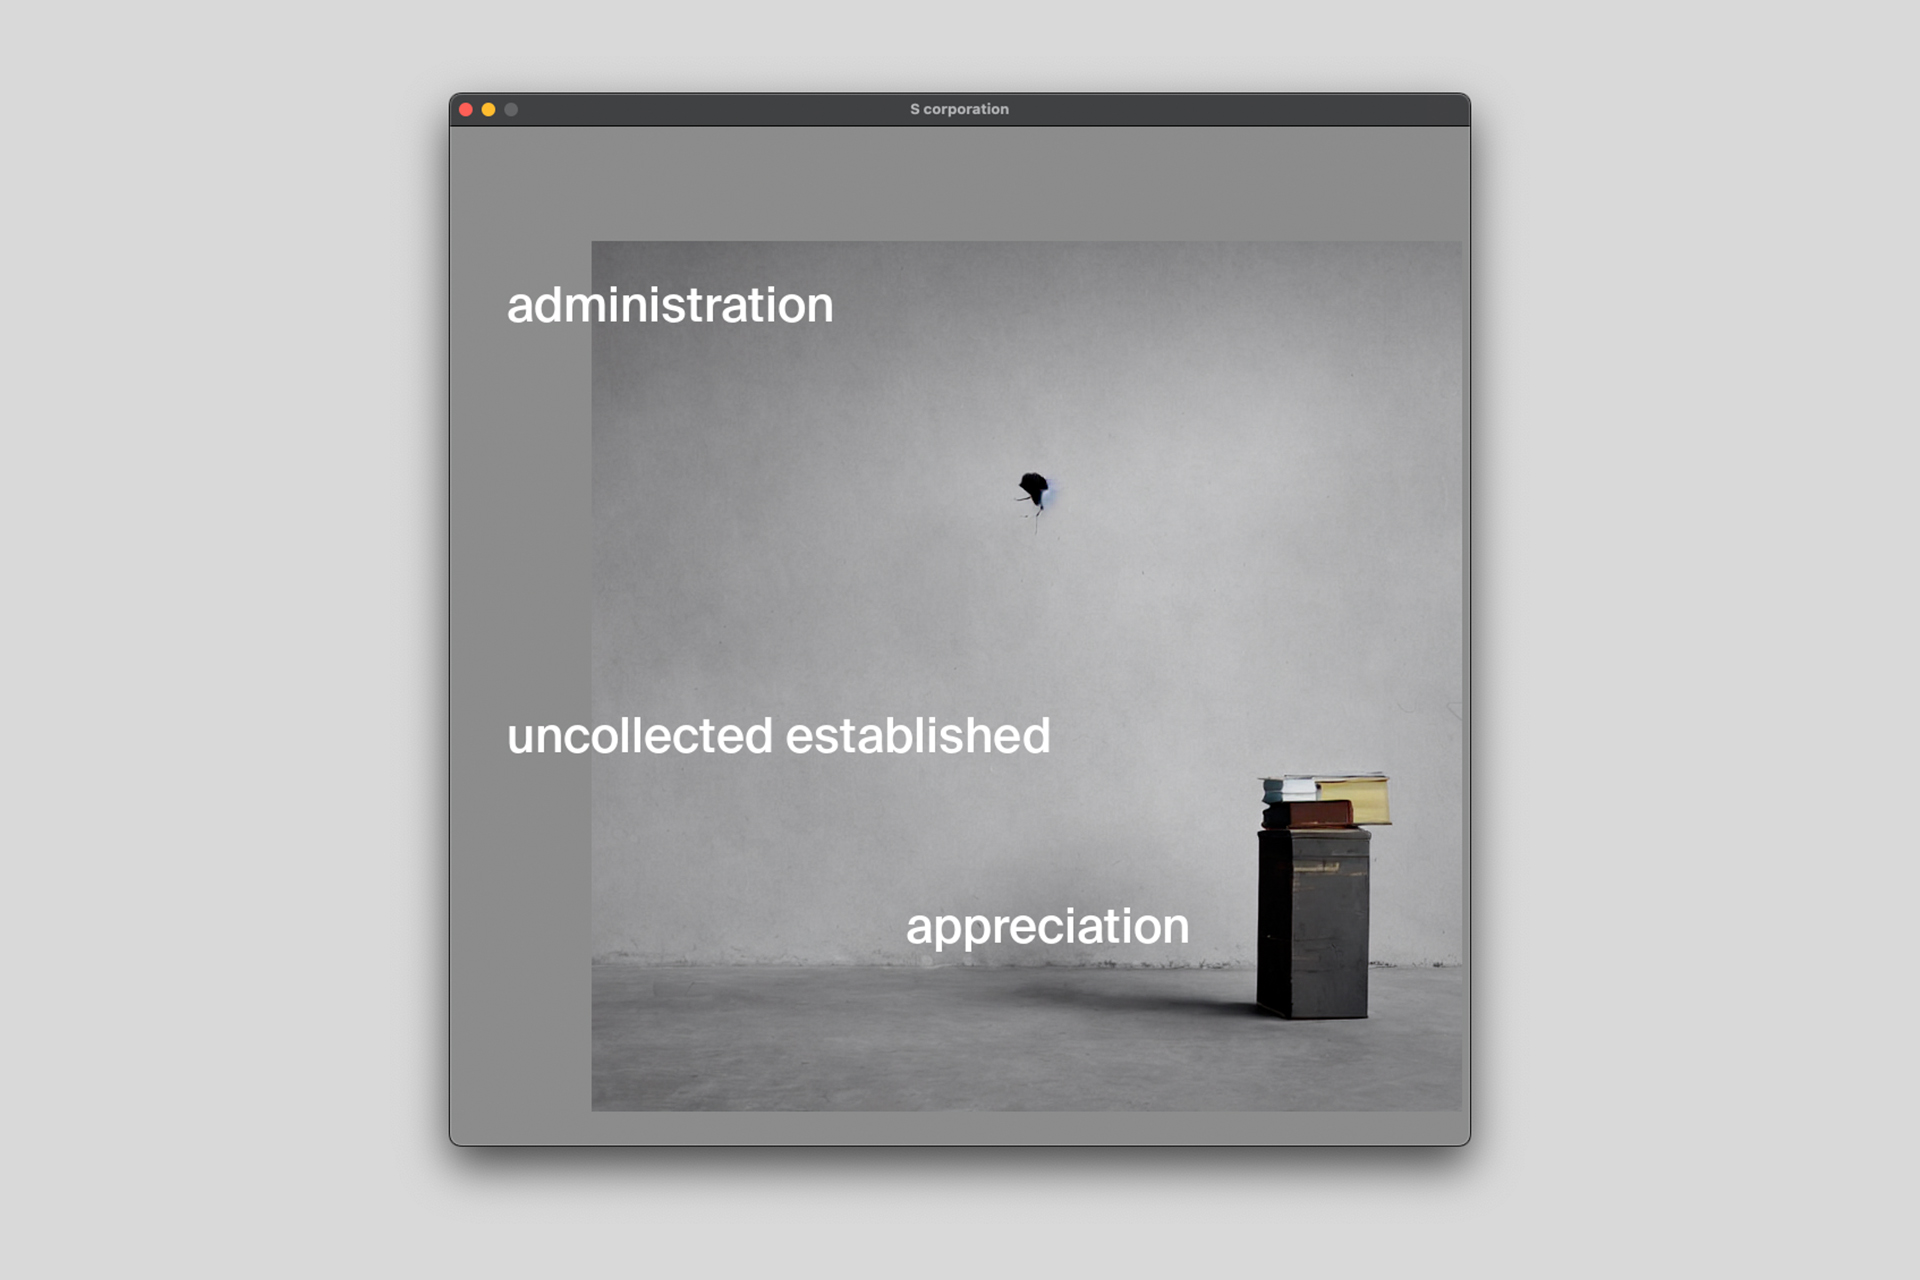 S corporation
administration
uncollected established
appreciation